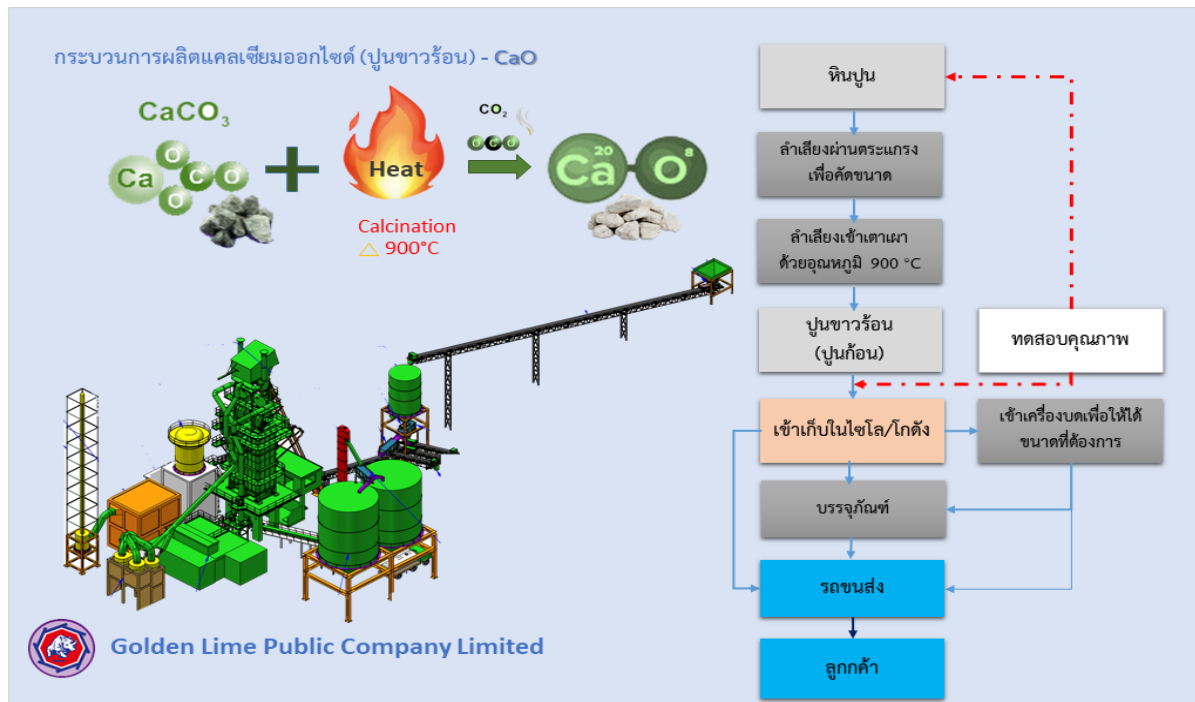 กระบวนการผลิตแคลเซียมออกไซด์ (ปูนขาวร้อน) - CaO
CaCO₃
Ca O C O O
Heat
Calcination
△ 900°C
CO₂
O C O
20 8
Ca O
หินปูน
ลำเลียงผ่านตระแกรง
เพื่อคัดขนาด
ลำเลียงเข้าเตาเผา
ด้วยอุณหภูมิ 900 °C
ปูนขาวร้อน
(ปูนก้อน)
ทดสอบคุณภาพ
เข้าเก็บในไซโล/โกดัง
เข้าเครื่องบดเพื่อให้ได้
ขนาดที่ต้องการ
บรรจุภัณฑ์
รถขนส่ง
ลูกกค้า
Golden Lime Public Company Limited